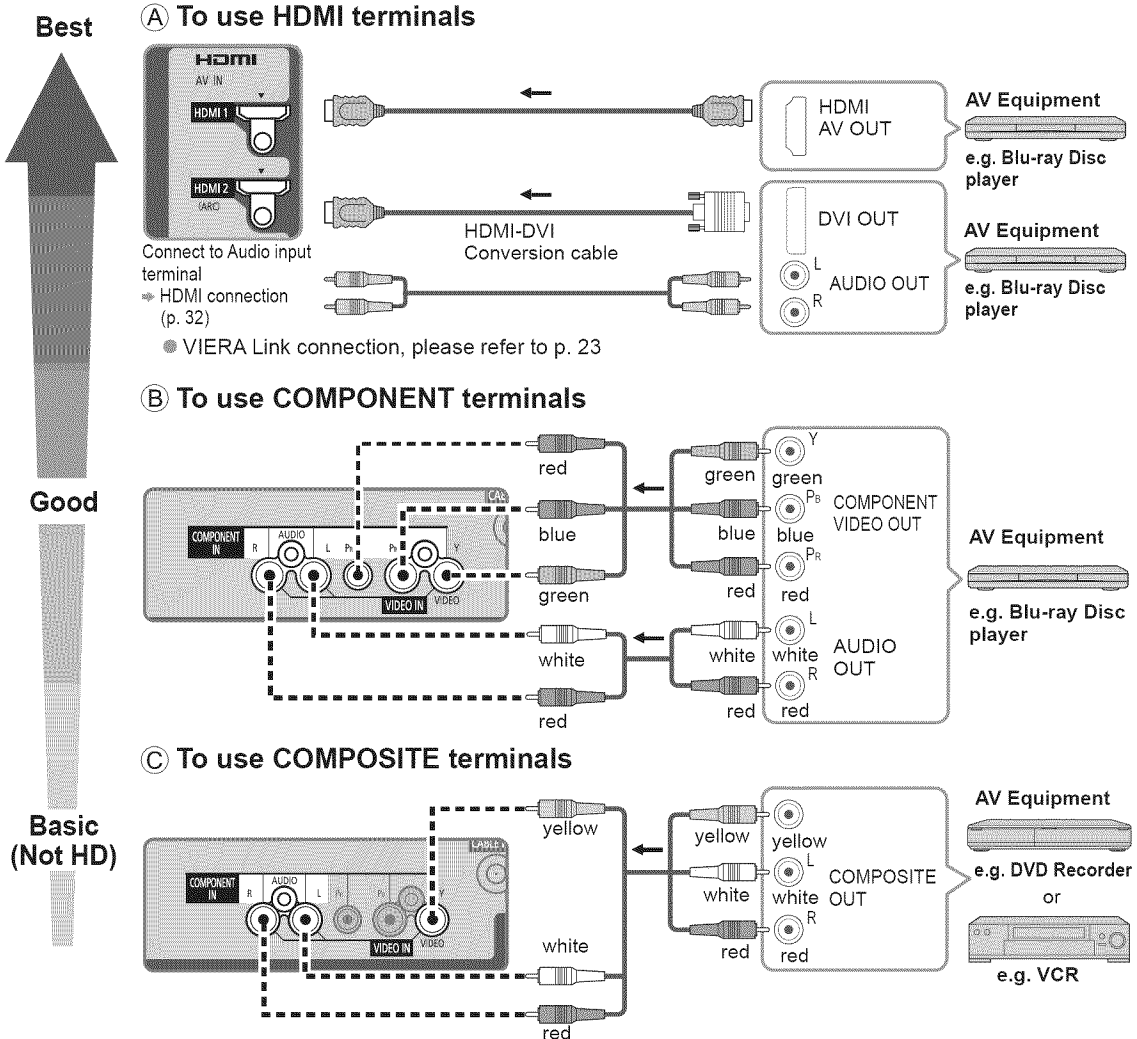 Best
Ⓐ To use HDMI terminals
HDMI
AV IN
HDMI 1
HDMI 2
(ARC)
HDMI
AV OUT
AV Equipment
e.g. Blu-ray Disc
player
HDMI-DVI
Conversion cable
DVI OUT
L
AUDIO OUT
R
AV Equipment
e.g. Blu-ray Disc
player
Connect to Audio input
terminal
➡ HDMI connection
(p. 32)
● VIERA Link connection, please refer to p. 23
Ⓑ To use COMPONENT terminals
Good
COMPONENT
IN
R
AUDIO
L
Y
VIDEO IN
VIDEO
red
blue
green
white
red
green
blue
red
white
red
Y
green
PB
blue
PR
red
COMPONENT
VIDEO OUT
L
white
R
red
AUDIO
OUT
AV Equipment
e.g. Blu-ray Disc
player
Ⓒ To use COMPOSITE terminals
Basic
(Not HD)
COMPONENT
IN
R
AUDIO
L
Y
VIDEO IN
VIDEO
yellow
white
red
yellow
white
red
yellow
L
white
R
red
COMPOSITE
OUT
AV Equipment
e.g. DVD Recorder
or
e.g. VCR